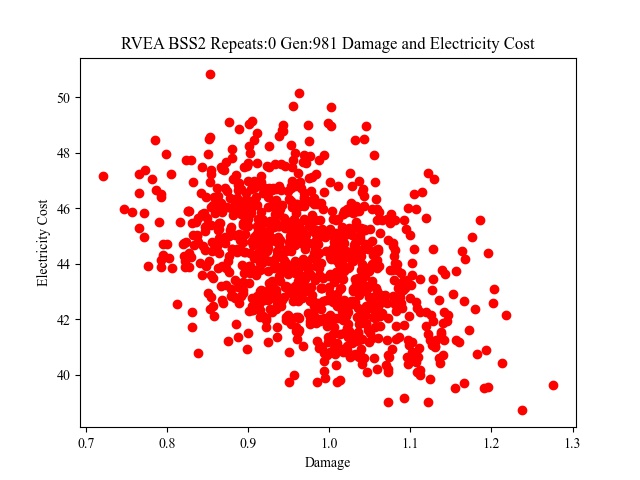 RVEA BSS2 Repeats:0 Gen:981 Damage and Electricity Cost
50
48
46
44
42
40
Electricity Cost
0.7 0.8 0.9 1.0 1.1 1.2 1.3
Damage